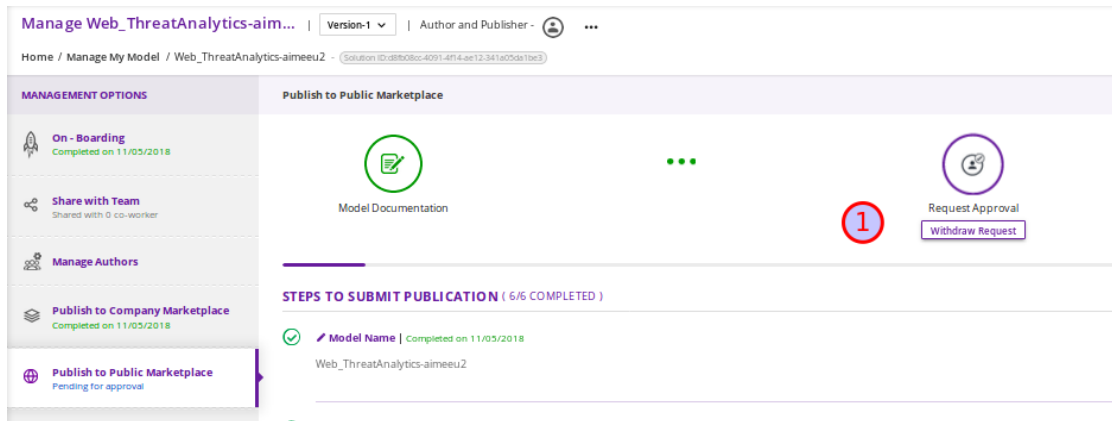 Manage Web_ThreatAnalytics-aim... | Version-1 | Author and Publisher - ...
Home / Manage My Model / Web_ThreatAnalytics-aimeeu2 - Solution ID:d8fb08cc-4091-4f14-ae12-341a05da1be3
MANAGEMENT OPTIONS
Publish to Public Marketplace
On - Boarding
Completed on 11/05/2018
Share with Team
Shared with 0 co-worker
Manage Authors
Publish to Company Marketplace
Completed on 11/05/2018
Publish to Public Marketplace
Pending for approval
Model Documentation
Request Approval
1
Withdraw Request
STEPS TO SUBMIT PUBLICATION ( 6/6 COMPLETED )
Model Name | Completed on 11/05/2018
Web_ThreatAnalytics-aimeeu2